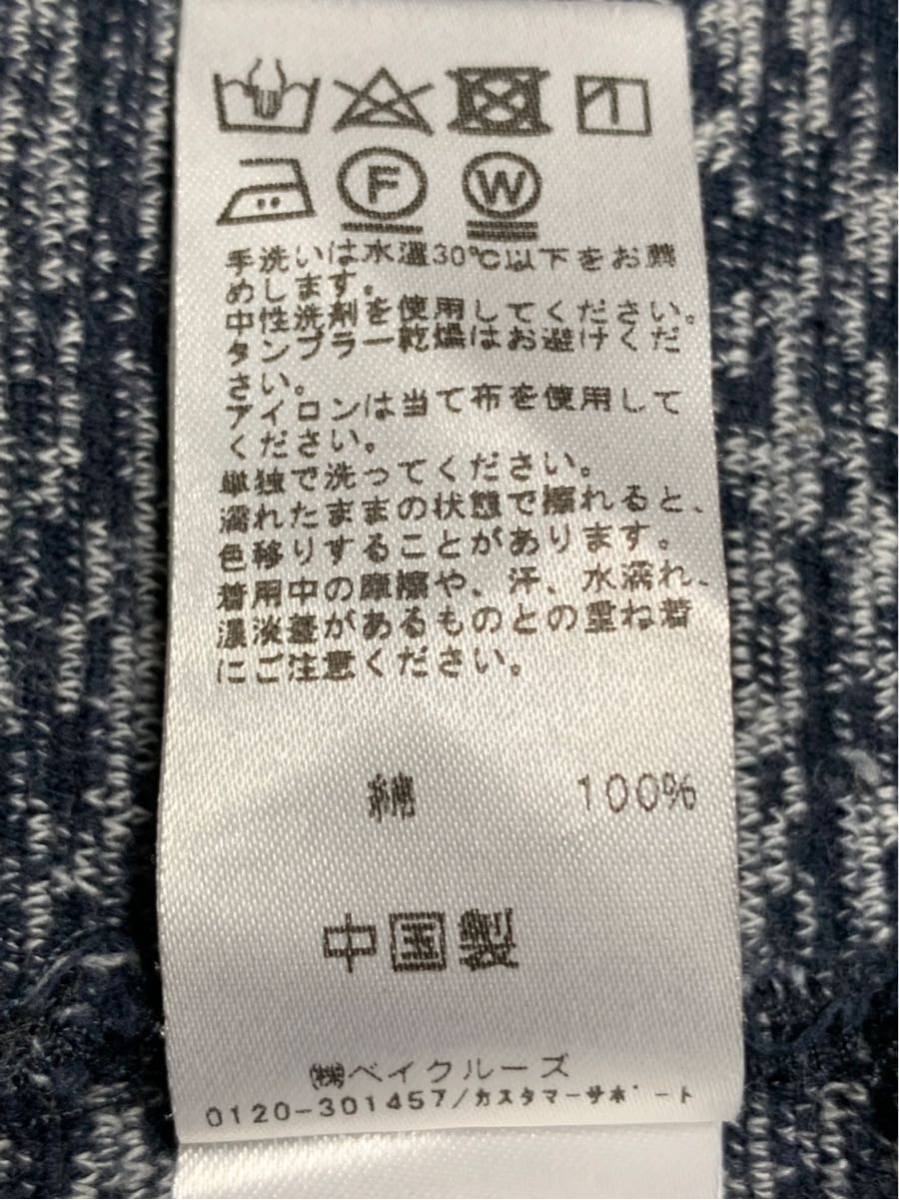 F W
手洗いは水温30℃以下をお薦
めします。
中性洗剤を使用してください。
タンブラー乾燥はお避けくだ
さい。
アイロンは当て布を使用して
ください。
単独で洗ってください。
濡れたままの状態で擦れると、
色移りすることがあります。
着用中の摩擦や、汗、水濡れ、
濃淡差があるものとの重ね着
にご注意ください。
綿 100%
中国製
㈱ベイクルーズ
0120-301457/カスタマーサポート